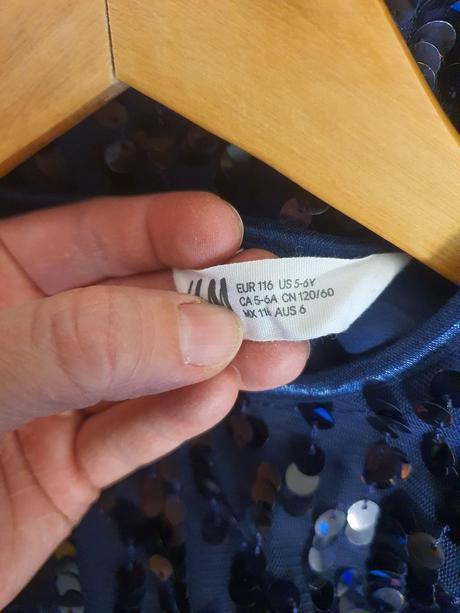 EUR 116 US 5-6Y
CA 5-6A CN 120/60
MX 116 AUS 6